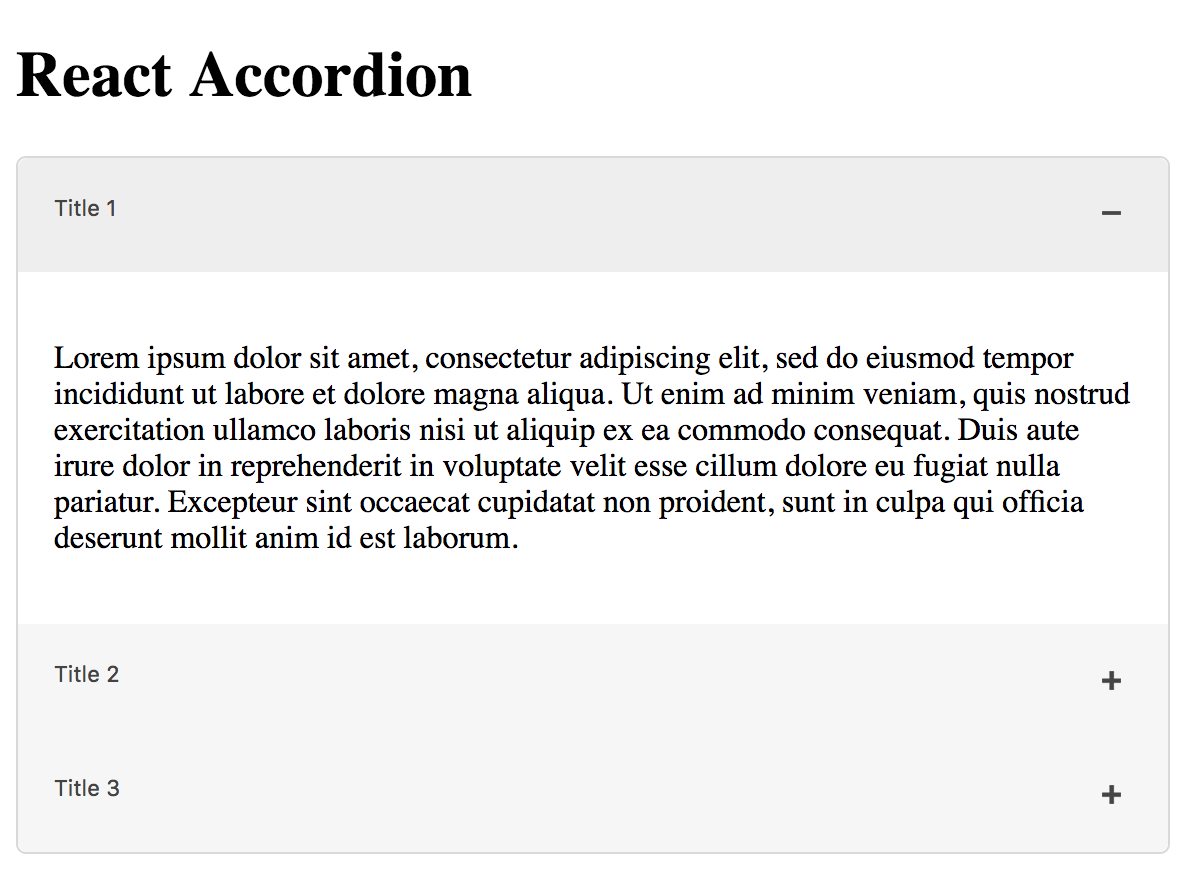 React Accordion
Title 1
−
Lorem ipsum dolor sit amet, consectetur adipiscing elit, sed do eiusmod tempor
incididunt ut labore et dolore magna aliqua. Ut enim ad minim veniam, quis nostrud
exercitation ullamco laboris nisi ut aliquip ex ea commodo consequat. Duis aute
irure dolor in reprehenderit in voluptate velit esse cillum dolore eu fugiat nulla
pariatur. Excepteur sint occaecat cupidatat non proident, sunt in culpa qui officia
deserunt mollit anim id est laborum.
Title 2
+
Title 3
+